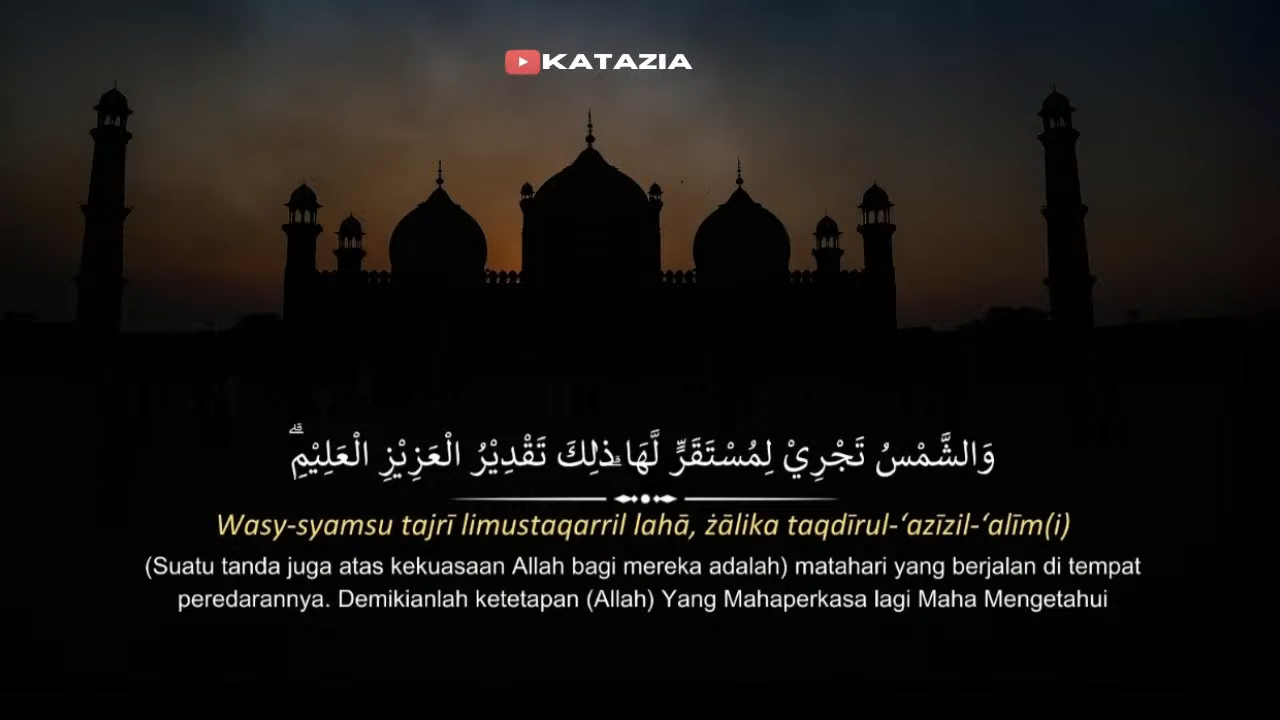 KATAZIA
وَالشَّمْسُ تَجْرِيْ لِمُسْتَقَرٍّ لَّهَا ۗذٰلِكَ تَقْدِيْرُ الْعَزِيْزِ الْعَلِيْمِۗ
Wasy-syamsu tajrī limustaqarril lahā, żālika taqdīrul-‘azīzil-‘alīm(i)
(Suatu tanda juga atas kekuasaan Allah bagi mereka adalah) matahari yang berjalan di tempat
peredarannya. Demikianlah ketetapan (Allah) Yang Mahaperkasa lagi Maha Mengetahui